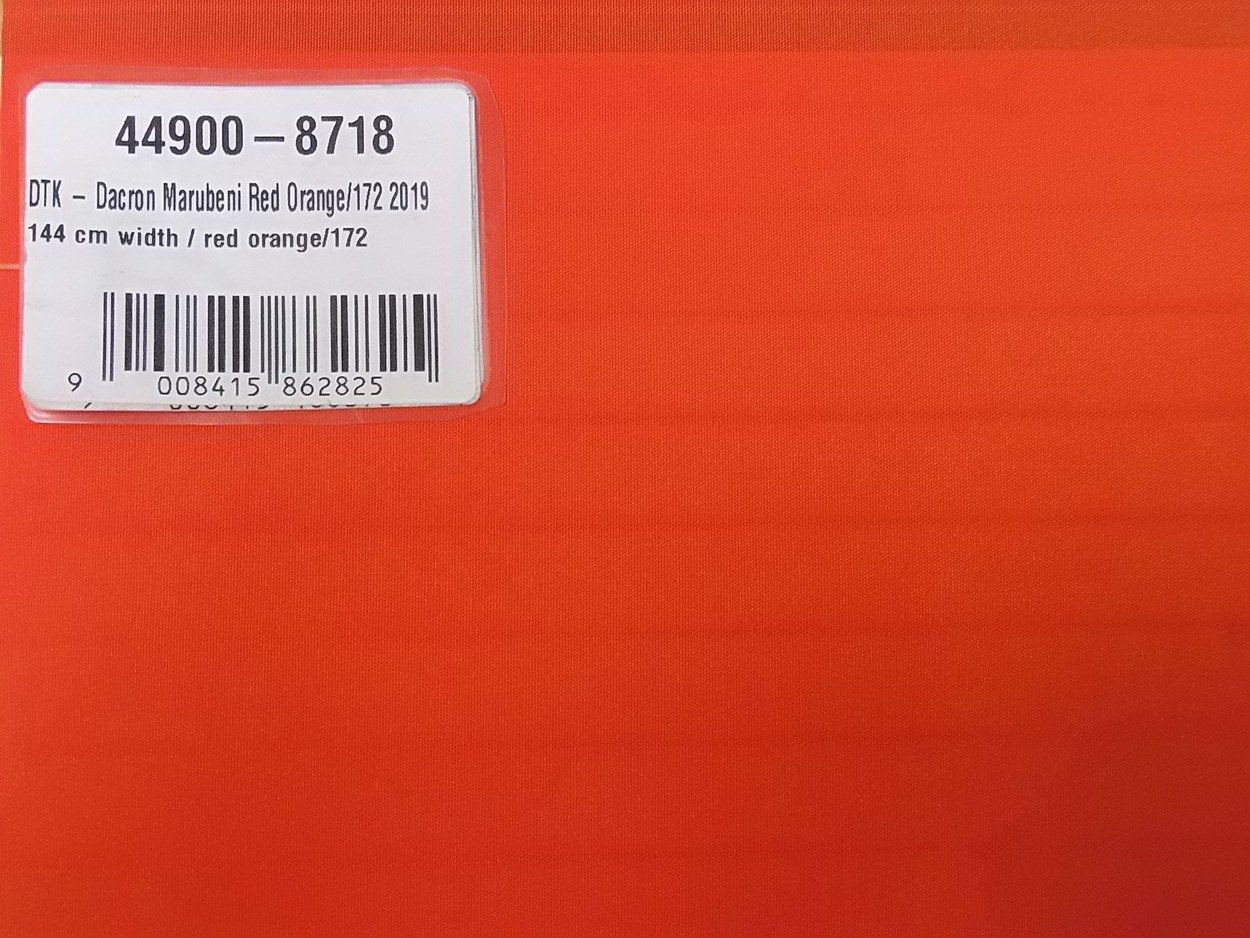 44900–8718
DTK – Dacron Marubeni Red Orange/172 2019
144 cm width / red orange/172
9 008415 862825